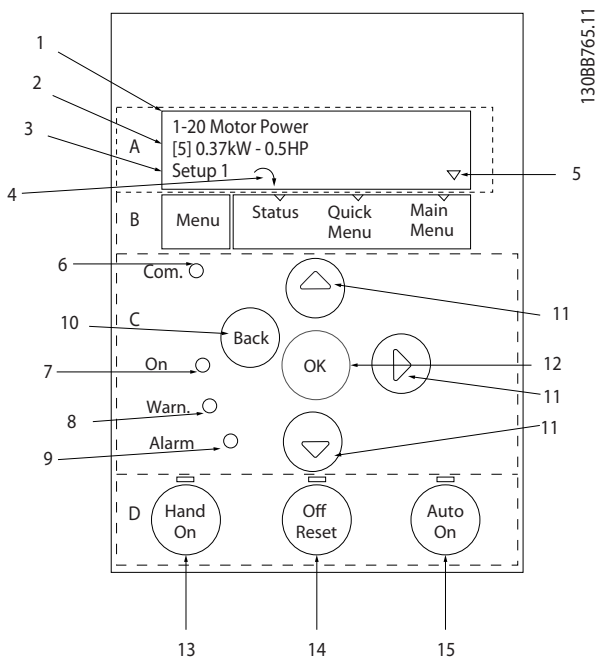 130BB765.11
1
2
3
4
A
1-20 Motor Power
[5] 0.37kW - 0.5HP
Setup 1
5
B
Menu
Status
Quick Menu
Main Menu
6
Com.
10
C
Back
11
7
On
OK
12
11
8
Warn.
11
9
Alarm
D
Hand
On
Off
Reset
Auto
On
13
14
15